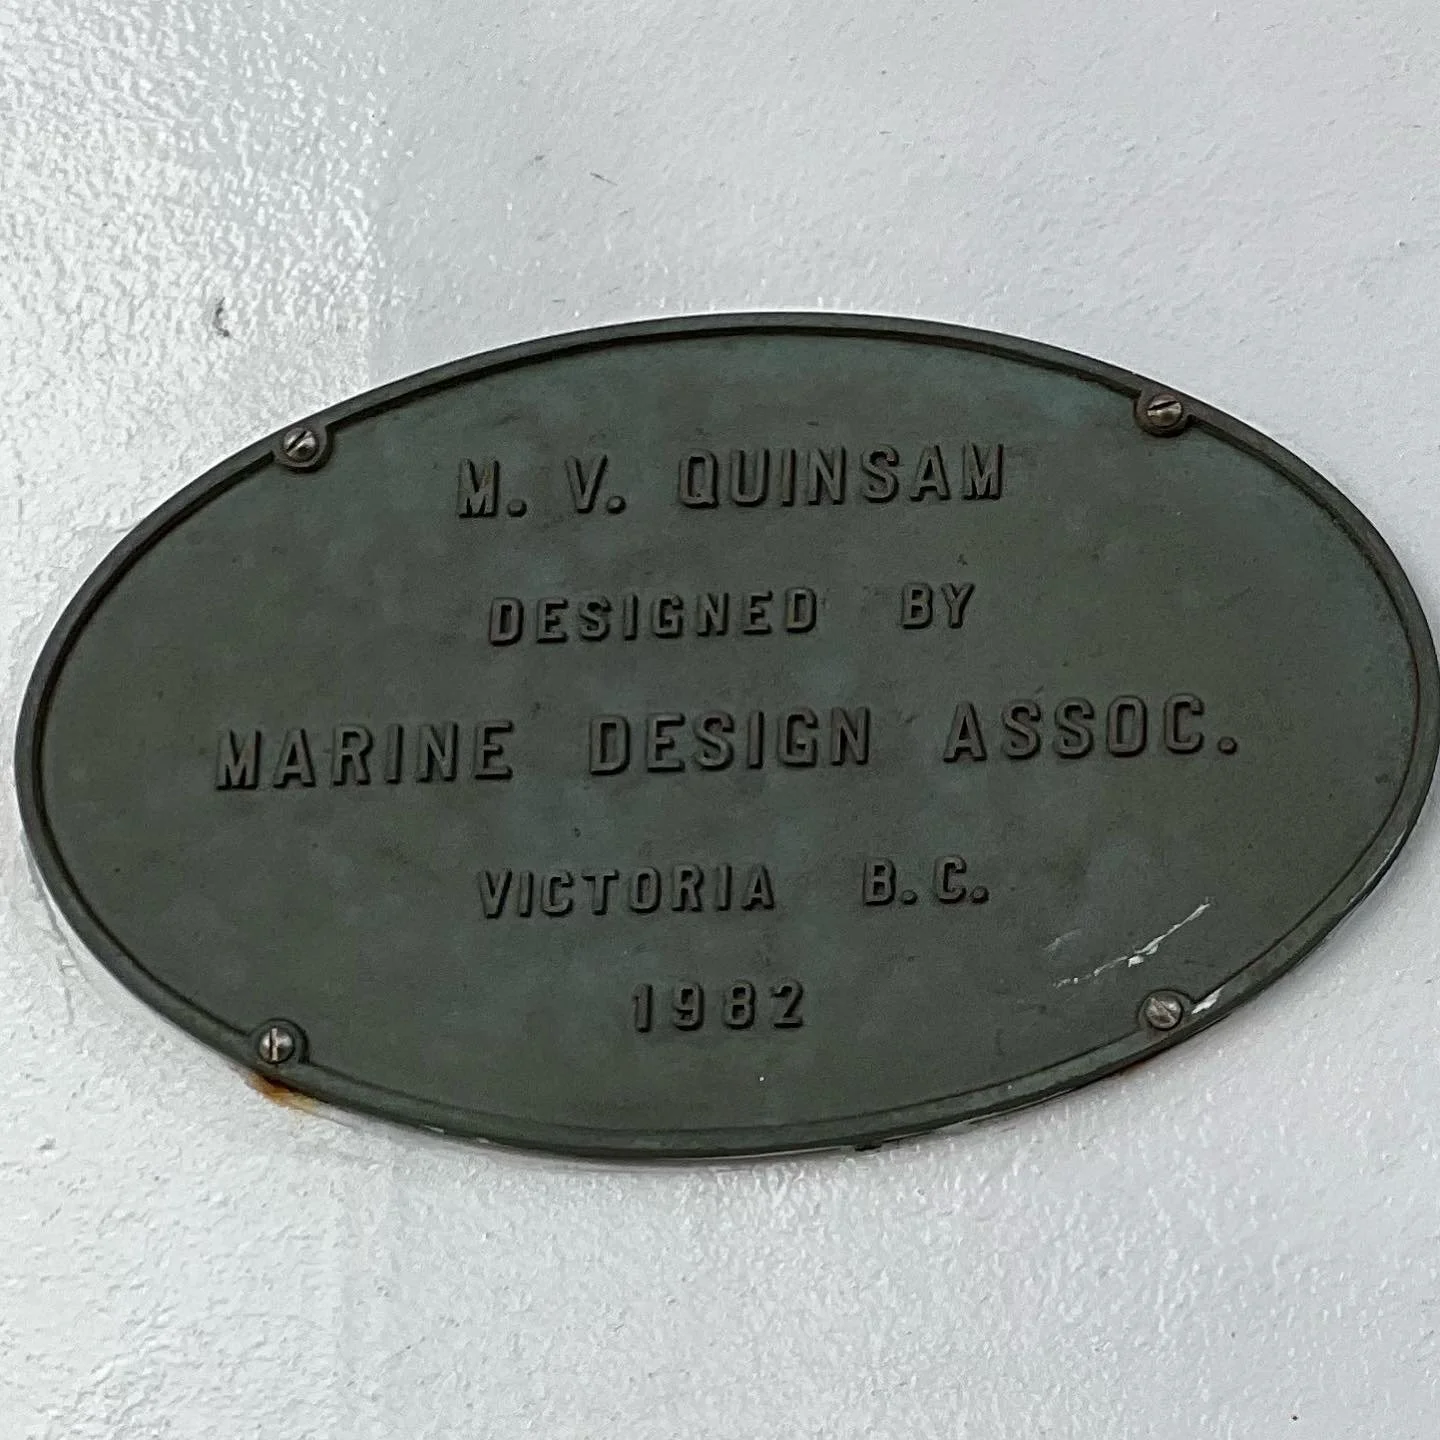 M. V. QUINSAM
DESIGNED BY
MARINE DESIGN ASSOC.
VICTORIA B.C.
1982